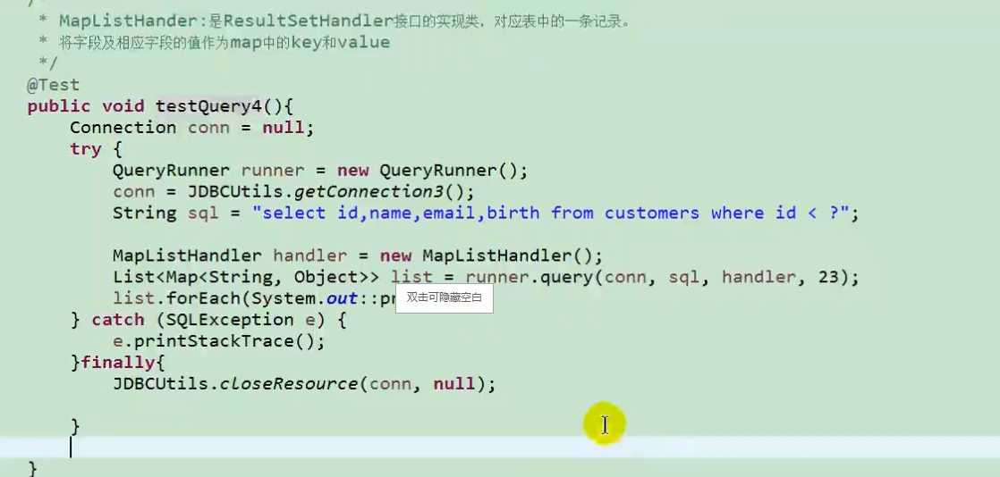 /*
* MapListHander:是ResultSetHandler接口的实现类，对应表中的一条记录。
* 将字段及相应字段的值作为map中的key和value
*/
@Test
public void testQuery4(){
Connection conn = null;
try {
QueryRunner runner = new QueryRunner();
conn = JDBCUtils.getConnection3();
String sql = "select id,name,email,birth from customers where id < ?";
MapListHandler handler = new MapListHandler();
List<Map<String, Object>> list = runner.query(conn, sql, handler, 23);
list.forEach(System.out::pr
双击可隐藏空白
} catch (SQLException e) {
e.printStackTrace();
}finally{
JDBCUtils.closeResource(conn, null);
}
}